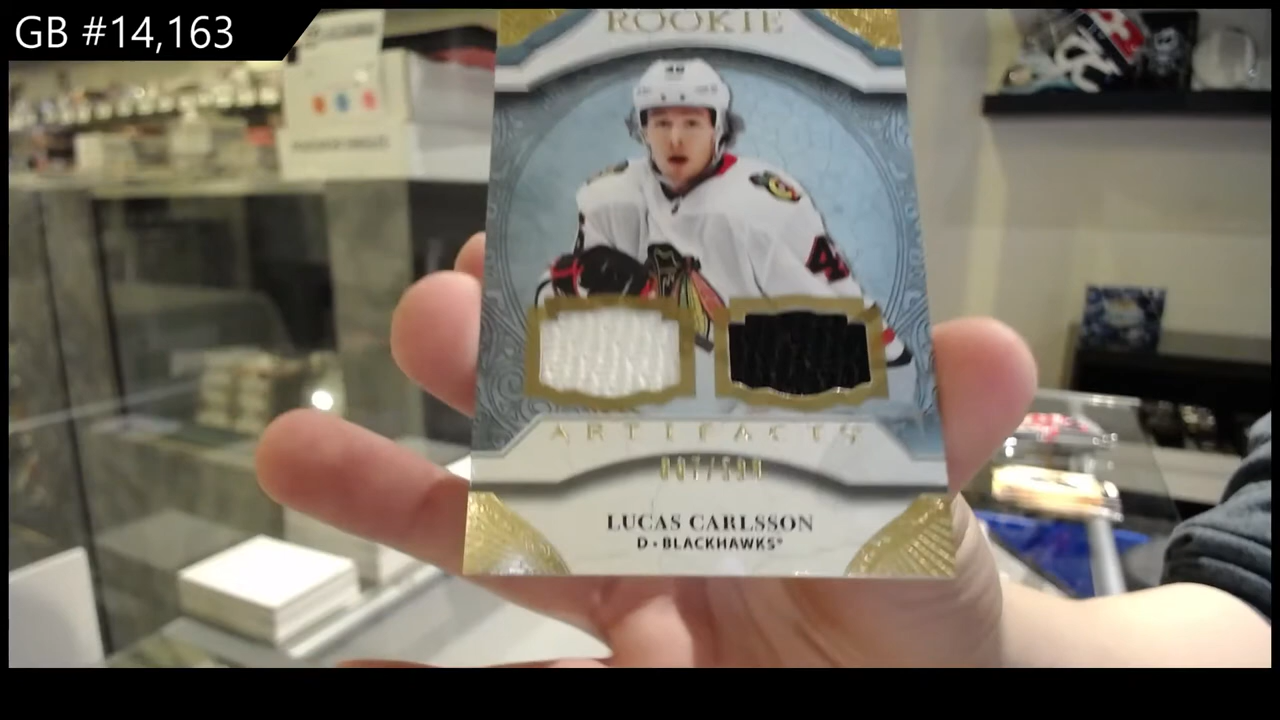 GB #14,163
ROOKIE
ARTIFACTS
LUCAS CARLSSON
D • BLACKHAWKS®